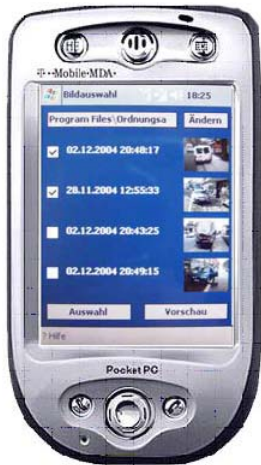 T··Mobile·MDA·
Bildauswahl 18:25
Program Files\Ordnungsa Ändern
02.12.2004 20:48:17
28.11.2004 12:55:33
02.12.2004 20:43:25
02.12.2004 20:49:15
Auswahl Vorschau
? Hilfe
Pocket PC